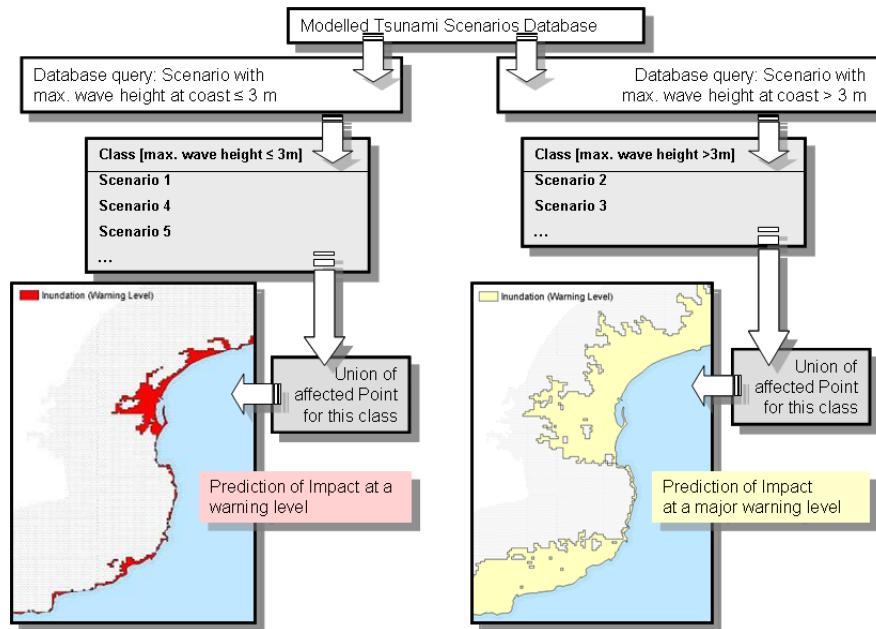 Modelled Tsunami Scenarios Database
Database query: Scenario with
max. wave height at coast ≤ 3 m
Database query: Scenario with
max. wave height at coast > 3 m
Class [max. wave height ≤ 3m]
Scenario 1
Scenario 4
Scenario 5
...
Class [max. wave height >3m]
Scenario 2
Scenario 3
...
Inundation (Warning Level)
Union of
affected Point
for this class
Prediction of Impact at a
warning level
Inundation (Warning Level)
Union of
affected Point
for this class
Prediction of Impact
at a major warning level